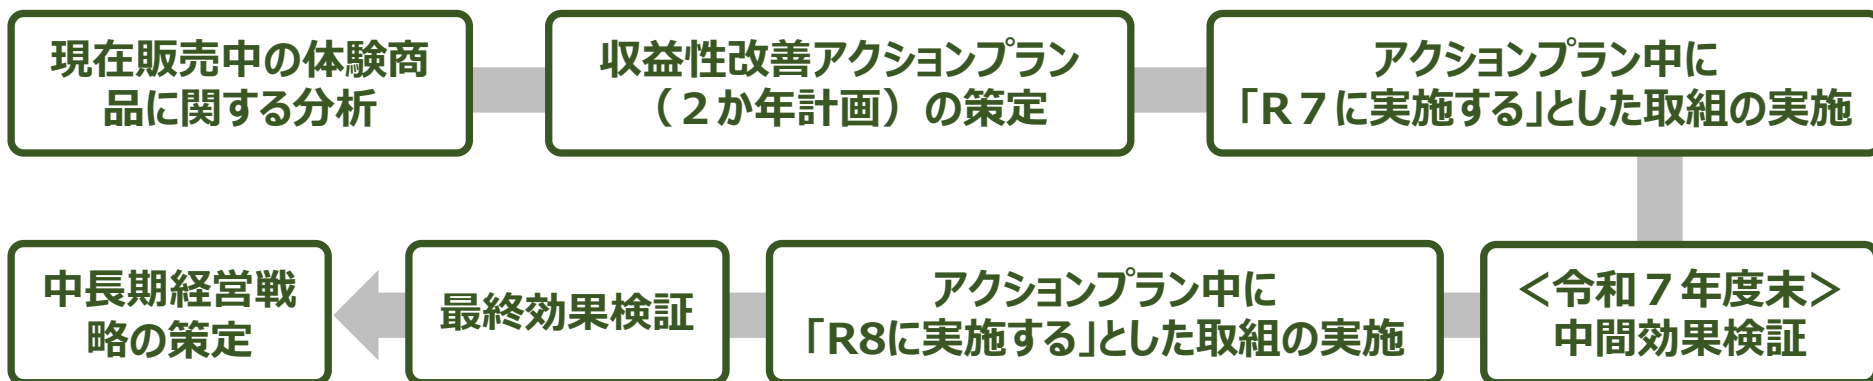 現在販売中の体験商
品に関する分析
収益性改善アクションプラン
（２か年計画）の策定
アクションプラン中に
「R７に実施する」とした取組の実施
＜令和７年度末＞
中間効果検証
アクションプラン中に
「R8に実施する」とした取組の実施
最終効果検証
中長期経営戦
略の策定